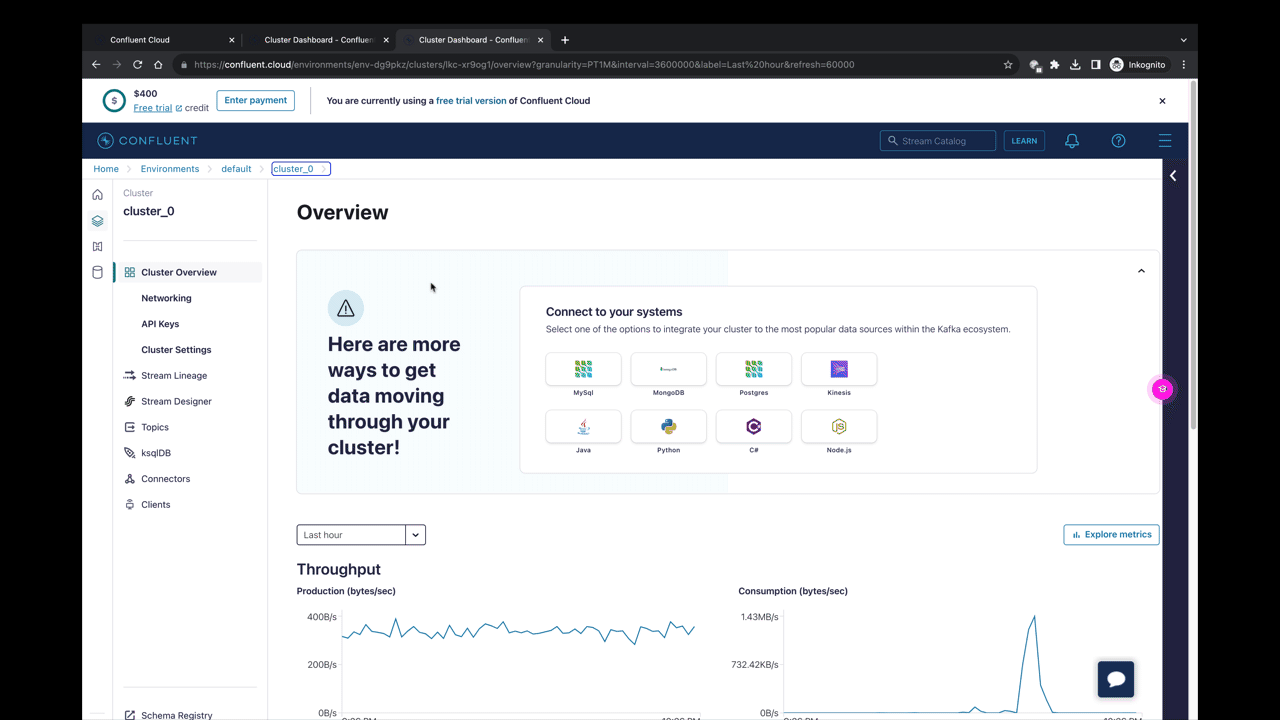 Confluent Cloud
Cluster Dashboard - Confluen
Cluster Dashboard - Confluen
https://confluent.cloud/environments/env-dg9pkz/clusters/lkc-xr9og1/overview?granularity=PT1M&interval=3600000&label=Last%20hour&refresh=60000
Inkognito
$400
Free trial credit
Enter payment
You are currently using a free trial version of Confluent Cloud
CONFLUENT
Stream Catalog
LEARN
Home
Environments
default
cluster_0
Cluster
cluster_0
Cluster Overview
Networking
API Keys
Cluster Settings
Stream Lineage
Stream Designer
Topics
ksqlDB
Connectors
Clients
Schema Registry
Overview
Here are more
ways to get
data moving
through your
cluster!
Connect to your systems
Select one of the options to integrate your cluster to the most popular data sources within the Kafka ecosystem.
MySql
MongoDB
Postgres
Kinesis
Java
Python
C#
Node.js
Last hour
Explore metrics
Throughput
Production (bytes/sec)
400B/s
200B/s
0B/s
Consumption (bytes/sec)
1.43MB/s
732.42KB/s
0B/s